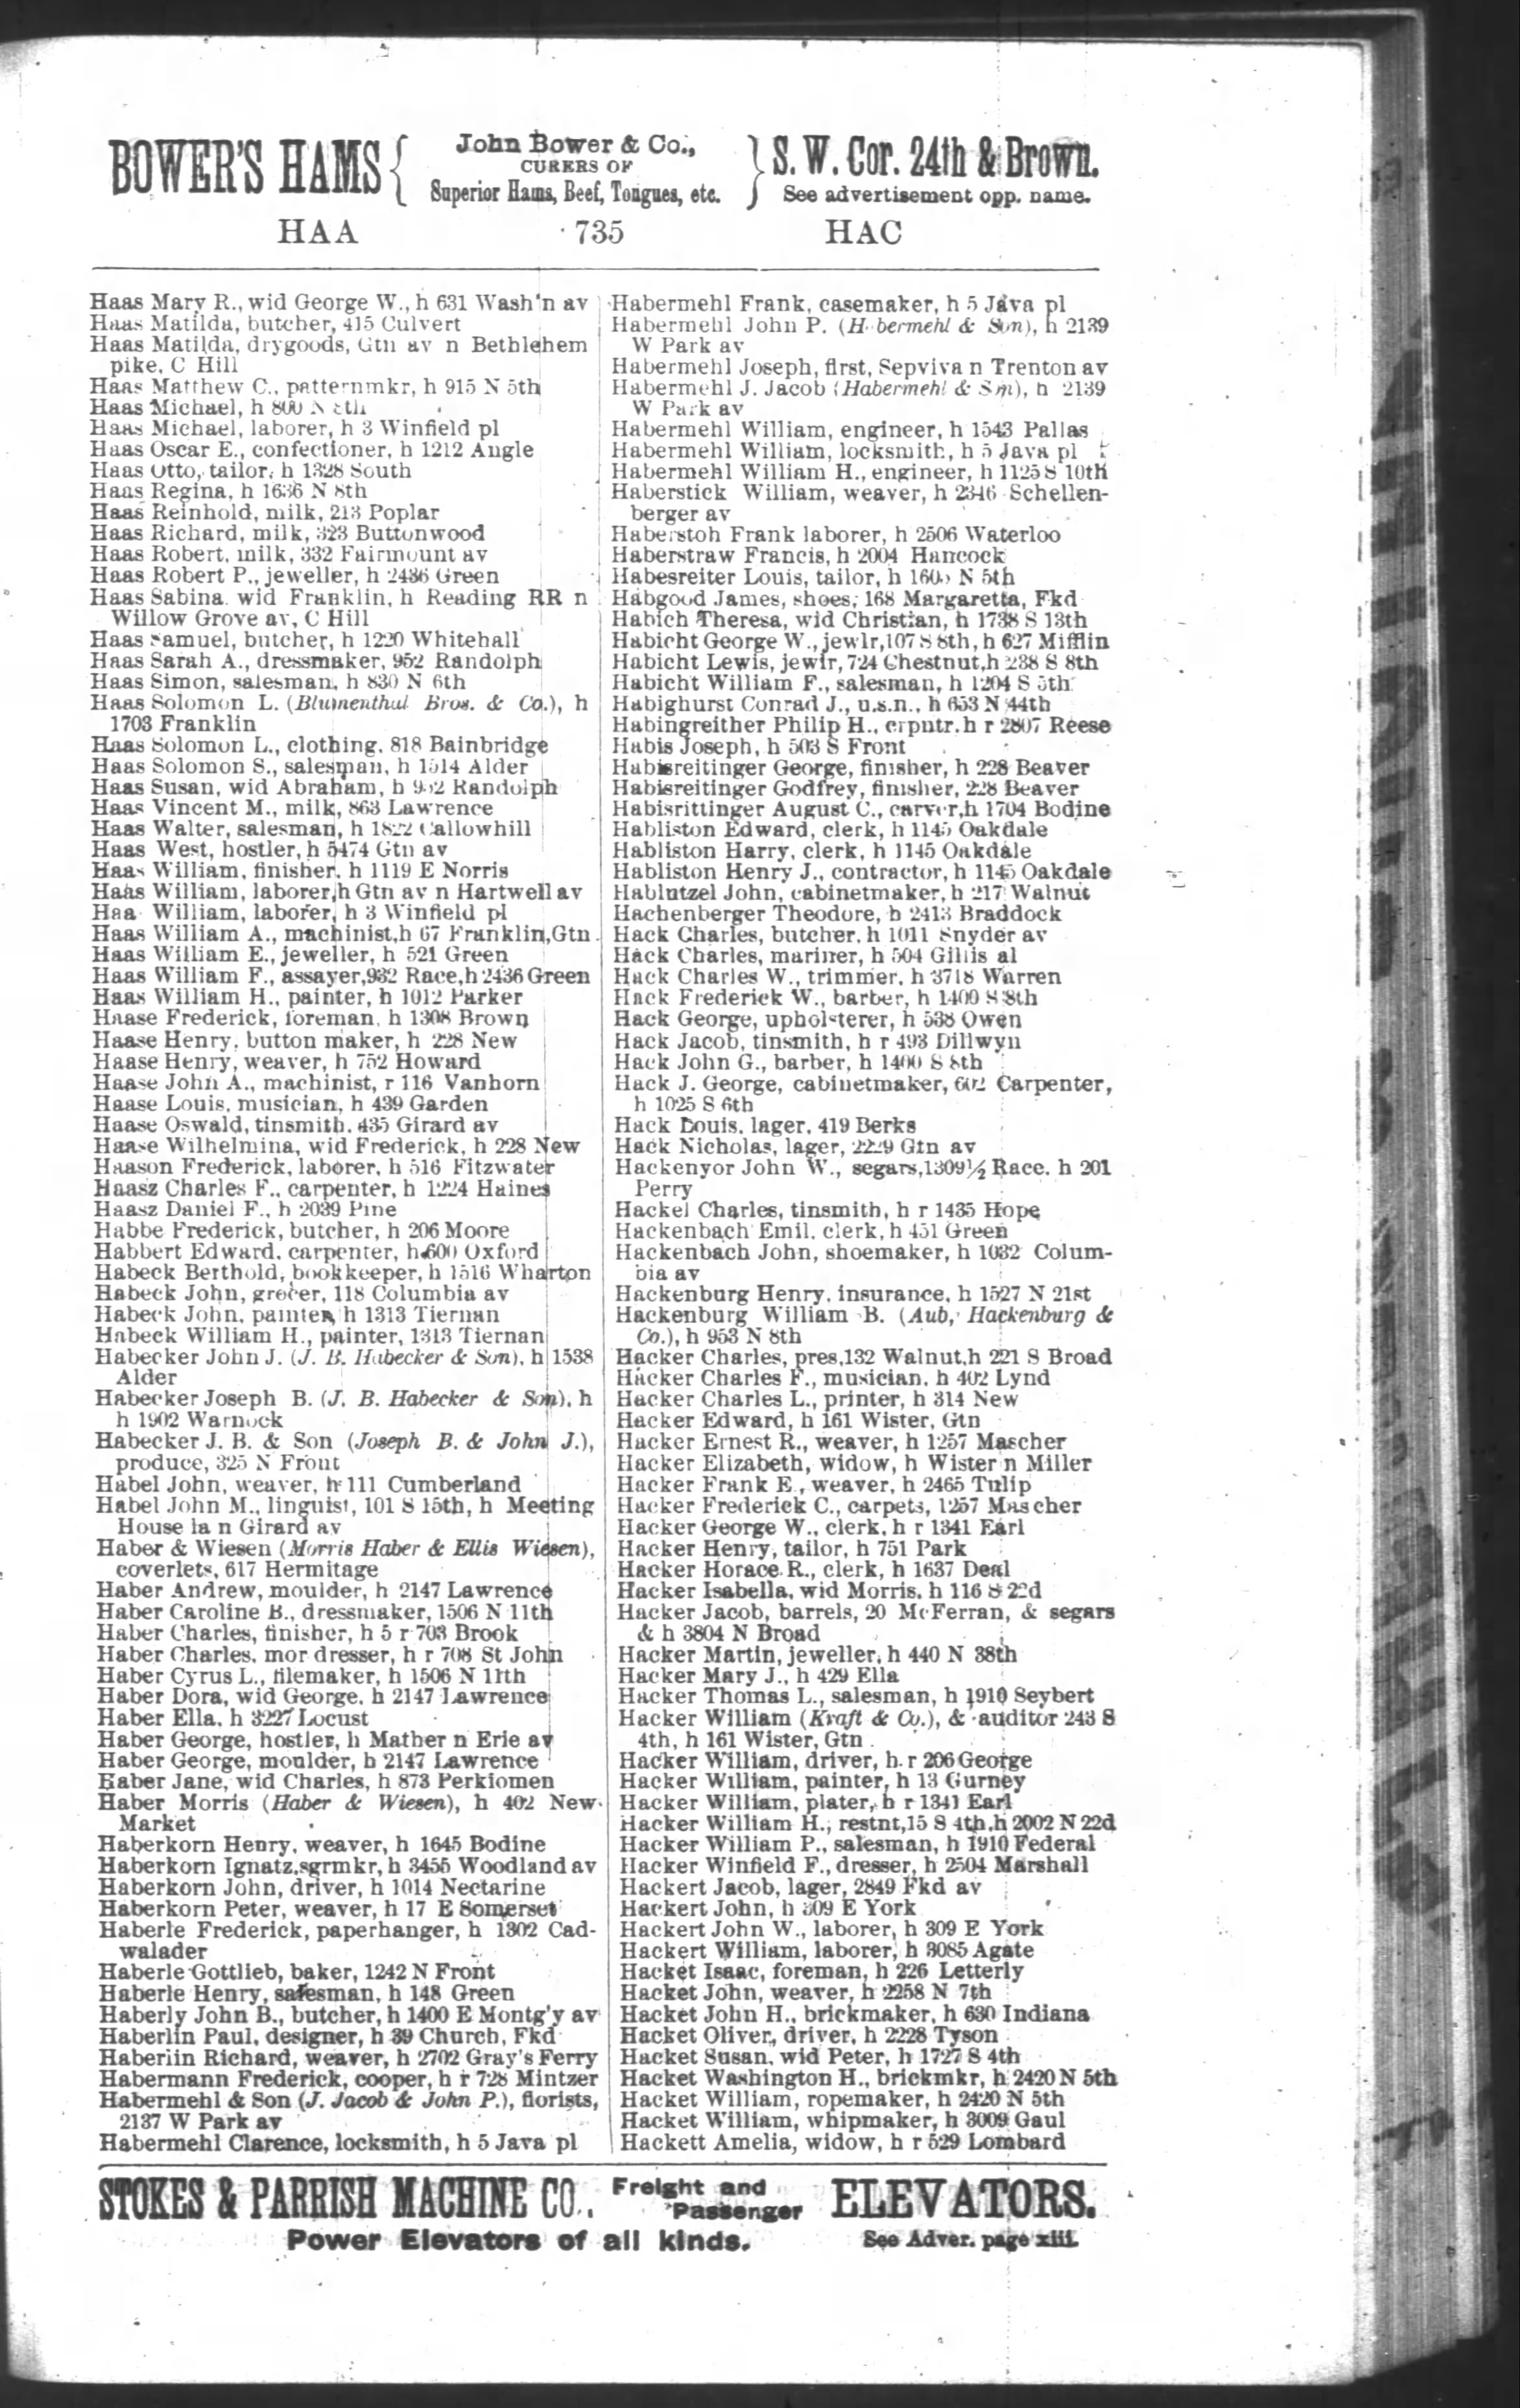 BOWER'S HAMS { John Bower & Co., CURERS OF Superior Hams, Beef, Tongues, etc. } S. W. Cor. 24th & Brown. See advertisement opp. name.
HAA 735 HAC
Haas Mary R., wid George W., h 631 Wash'n av
Haas Matilda, butcher, 415 Culvert
Haas Matilda, drygoods, Gtn av n Bethlehem
pike, C Hill
Haas Matthew C., patternmkr, h 915 N 5th
Haas Michael, h 800 N 8th
Haas Michael, laborer, h 3 Winfield pl
Haas Oscar E., confectioner, h 1212 Angle
Haas Otto, tailor, h 1328 South
Haas Regina, h 1636 N 8th
Haas Reinhold, milk, 213 Poplar
Haas Richard, milk, 323 Buttonwood
Haas Robert, milk, 332 Fairmount av
Haas Robert P., jeweller, h 2436 Green
Haas Sabina, wid Franklin, h Reading RR n
Willow Grove av, C Hill
Haas Samuel, butcher, h 1220 Whitehall
Haas Sarah A., dressmaker, 952 Randolph
Haas Simon, salesman, h 830 N 6th
Haas Solomon L. (Blumenthal Bros. & Co.), h
1703 Franklin
Haas Solomon L., clothing, 818 Bainbridge
Haas Solomon S., salesman, h 1514 Alder
Haas Susan, wid Abraham, h 952 Randolph
Haas Vincent M., milk, 863 Lawrence
Haas Walter, salesman, h 1822 Callowhill
Haas West, hostler, h 5474 Gtn av
Haas William, finisher, h 1119 E Norris
Haas William, laborer, h Gtn av n Hartwell av
Haa William, laborer, h 3 Winfield pl
Haas William A., machinist, h 67 Franklin, Gtn
Haas William E., jeweller, h 521 Green
Haas William F., assayer, 932 Race, h 2436 Green
Haas William H., painter, h 1012 Parker
Haase Frederick, foreman, h 1308 Brown
Haase Henry, button maker, h 228 New
Haase Henry, weaver, h 752 Howard
Haase John A., machinist, r 116 Vanhorn
Haase Louis, musician, h 439 Garden
Haase Oswald, tinsmith, 435 Girard av
Haase Wilhelmina, wid Frederick, h 228 New
Haason Frederick, laborer, h 516 Fitzwater
Haasz Charles F., carpenter, h 1224 Haines
Haasz Daniel F., h 2039 Pine
Habbe Frederick, butcher, h 206 Moore
Habbert Edward, carpenter, h 600 Oxford
Habeck Berthold, bookkeeper, h 1516 Wharton
Habeck John, grocer, 118 Columbia av
Habeck John, painter, h 1313 Tiernan
Habeck William H., painter, 1313 Tiernan
Habecker John J. (J. B. Habecker & Son), h 1538
Alder
Habecker Joseph B. (J. B. Habecker & Son), h
h 1902 Warnock
Habecker J. B. & Son (Joseph B. & John J.),
produce, 325 N Front
Habel John, weaver, h 111 Cumberland
Habel John M., linguist, 101 S 15th, h Meeting
House la n Girard av
Haber & Wiesen (Morris Haber & Ellis Wiesen),
coverlets, 617 Hermitage
Haber Andrew, moulder, h 2147 Lawrence
Haber Caroline B., dressmaker, 1506 N 11th
Haber Charles, finisher, h 5 r 703 Brook
Haber Charles, mor dresser, h r 708 St John
Haber Cyrus L., filemaker, h 1506 N 11th
Haber Dora, wid George, h 2147 Lawrence
Haber Ella, h 3227 Locust
Haber George, hostler, h Mather n Erie av
Haber George, moulder, h 2147 Lawrence
Haber Jane, wid Charles, h 873 Perkiomen
Haber Morris (Haber & Wiesen), h 402 New
Market
Haberkorn Henry, weaver, h 1645 Bodine
Haberkorn Ignatz, sgrmkr, h 3455 Woodland av
Haberkorn John, driver, h 1014 Nectarine
Haberkorn Peter, weaver, h 17 E Somerset
Haberle Frederick, paperhanger, h 1302 Cad-
walader
Haberle Gottlieb, baker, 1242 N Front
Haberle Henry, salesman, h 148 Green
Haberly John B., butcher, h 1400 E Montg'y av
Haberlin Paul, designer, h 39 Church, Fkd
Haberlin Richard, weaver, h 2702 Gray's Ferry
Habermann Frederick, cooper, h r 728 Mintzer
Habermehl & Son (J. Jacob & John P.), florists,
2137 W Park av
Habermehl Clarence, locksmith, h 5 Java pl
Habermehl Frank, casemaker, h 5 Java pl
Habermehl John P. (Habermehl & Son), h 2139
W Park av
Habermehl Joseph, flrst, Sepviva n Trenton av
Habermehl J. Jacob (Habermehl & Son), h 2139
W Park av
Habermehl William, engineer, h 1543 Pallas
Habermehl William, locksmith, h 5 Java pl
Habermehl William H., engineer, h 1125 S 10th
Haberstick William, weaver, h 2346 Schellen-
berger av
Haberstoh Frank laborer, h 2506 Waterloo
Haberstraw Francis, h 2004 Hancock
Habesreiter Louis, tailor, h N 5th
Habgood James, shoes, 168 Margaretta, Fkd
Habich Theresa, wid Christian, h 1738 S 13th
Habicht George W., jewlr, 107 S 8th, h 627 Mifflin
Habicht Lewis, jewlr, 724 Chestnut, h 238 S 8th
Habicht William F., salesman, h 1204 S 5th
Habighurst Conrad J., u.s.n., h 653 N 44th
Habingreither Philip H., crpntr, h r 2807 Reese
Habis Joseph, h 503 S Front
Habisreitinger George, finisher, h 228 Beaver
Habisreitinger Godfrey, finisher, 228 Beaver
Habisrittinger August C., carver, h 1704 Bodine
Habliston Edward, clerk, h 1145 Oakdale
Habliston Harry, clerk, h 1145 Oakdale
Habliston Henry J., contractor, h 1145 Oakdale
Hablutzel John, cabinetmaker, h 217 Walnut
Hachenberger Theodore, h 2413 Braddock
Hack Charles, butcher, h 1011 Snyder av
Hack Charles, mariner, h 504 Gillis al
Hack Charles W., trimmer, h 3718 Warren
Hack Frederick W., barber, h 1400 S 8th
Hack George, upholsterer, h 538 Owen
Hack Jacob, tinsmith, h r 493 Dillwyn
Hack John G., barber, h 1400 S 8th
Hack J. George, cabinetmaker, 602 Carpenter,
h 1025 S 6th
Hack Louis, lager, 419 Berks
Hack Nicholas, lager, 2229 Gtn av
Hackenyor John W., segars, 1309½ Race, h 201
Perry
Hackel Charles, tinsmith, h r 1435 Hope
Hackenbach Emil, clerk, h 451 Green
Hackenbach John, shoemaker, h 1032 Colum-
bia av
Hackenburg Henry, insurance, h 1527 N 21st
Hackenburg William B. (Aub, Hackenburg &
Co.), h 953 N 8th
Hacker Charles, pres, 132 Walnut, h 221 S Broad
Hacker Charles F., musician, h 402 Lynd
Hacker Charles L., printer, h 314 New
Hacker Edward, h 161 Wister, Gtn
Hacker Ernest R., weaver, h 1257 Mascher
Hacker Elizabeth, widow, h Wister n Miller
Hacker Frank E., weaver, h 2465 Tulip
Hacker Frederick C., carpets, 1257 Mascher
Hacker George W., clerk, h r 1341 Earl
Hacker Henry, tailor, h 751 Park
Hacker Horace R., clerk, h 1637 Deal
Hacker Isabella, wid Morris, h 116 S 22d
Hacker Jacob, barrels, 20 McFerran, & segars
& h 3804 N Broad
Hacker Martin, jeweller, h 440 N 38th
Hacker Mary J., h 429 Ella
Hacker Thomas L., salesman, h 1910 Seybert
Hacker William (Kraft & Co.), & auditor 243 S
4th, h 161 Wister, Gtn
Hacker William, driver, h r 206 George
Hacker William, painter, h 13 Gurney
Hacker William, plater, h r 1341 Earl
Hacker William H., restnt, 15 S 4th, h 2002 N 22d
Hacker William P., salesman, h 1910 Federal
Hacker Winfield F., dresser, h 2504 Marshall
Hackert Jacob, lager, 2849 Fkd av
Hackert John, h 309 E York
Hackert John W., laborer, h 309 E York
Hackert William, laborer, h 3085 Agate
Hacket Isaac, foreman, h 226 Letterly
Hacket John, weaver, h 2258 N 7th
Hacket John H., brickmaker, h 630 Indiana
Hacket Oliver, driver, h 2228 Tyson
Hacket Susan, wid Peter, h 1727 S 4th
Hacket Washington H., brickmkr, h 2420 N 5th
Hacket William, ropemaker, h 2420 N 5th
Hacket William, whipmaker, h 3009 Gaul
Hackett Amelia, widow, h r 529 Lombard
STOKES & PARRISH MACHINE CO., Freight and Passenger ELEVATORS.
Power Elevators of all kinds. See Adver. page xiii.